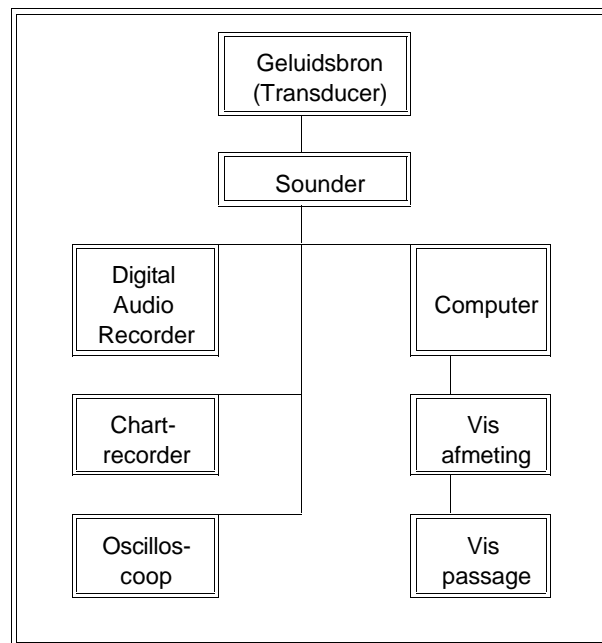 Geluidsbron
(Transducer)
Sounder
Digital
Audio
Recorder
Computer
Chart-
recorder
Vis
afmeting
Oscillos-
coop
Vis
passage